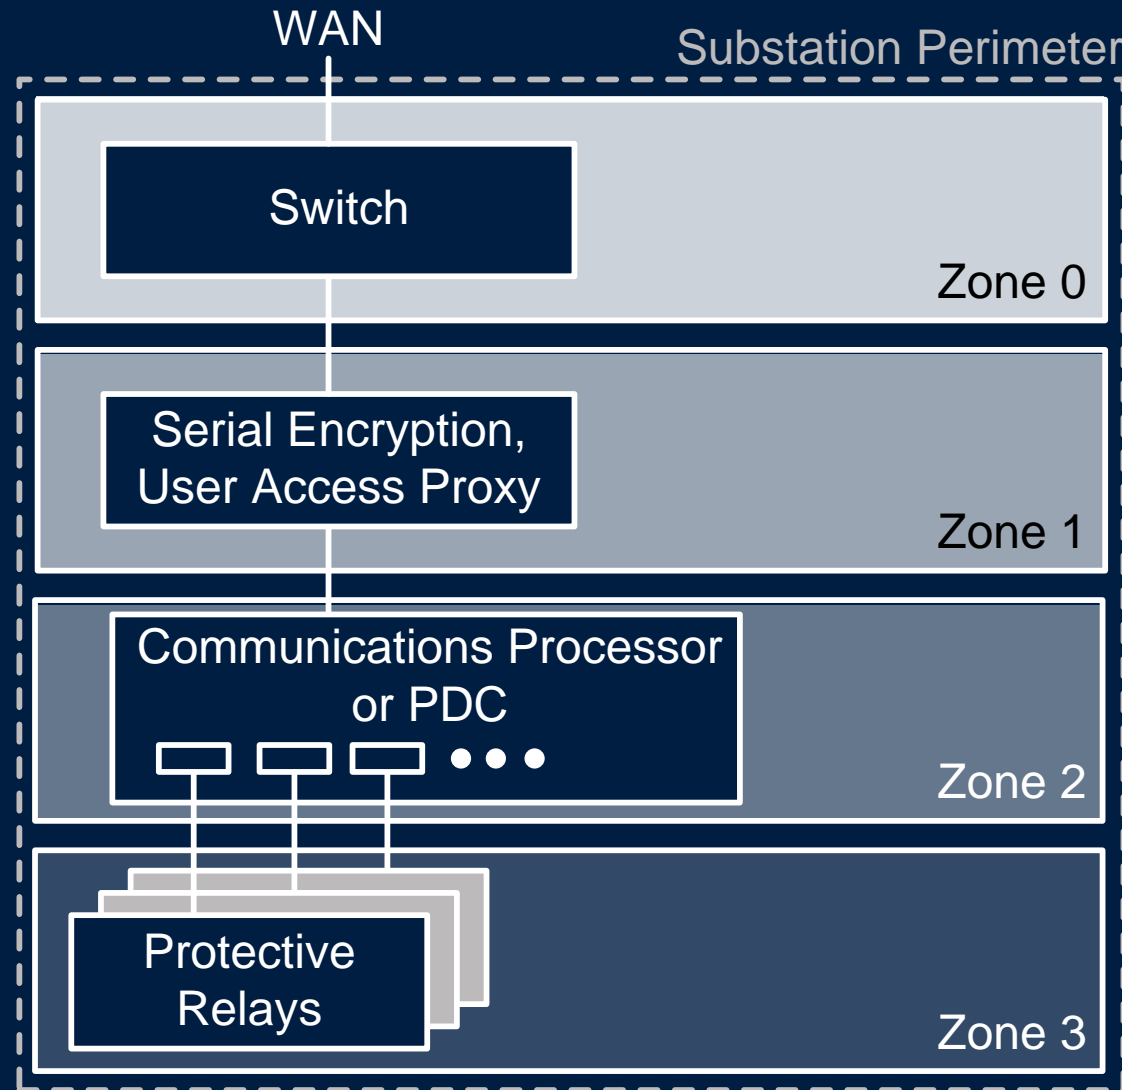 WAN
Substation Perimeter
Switch
Zone 0
Serial Encryption,
User Access Proxy
Zone 1
Communications Processor
or PDC
Zone 2
Protective
Relays
Zone 3